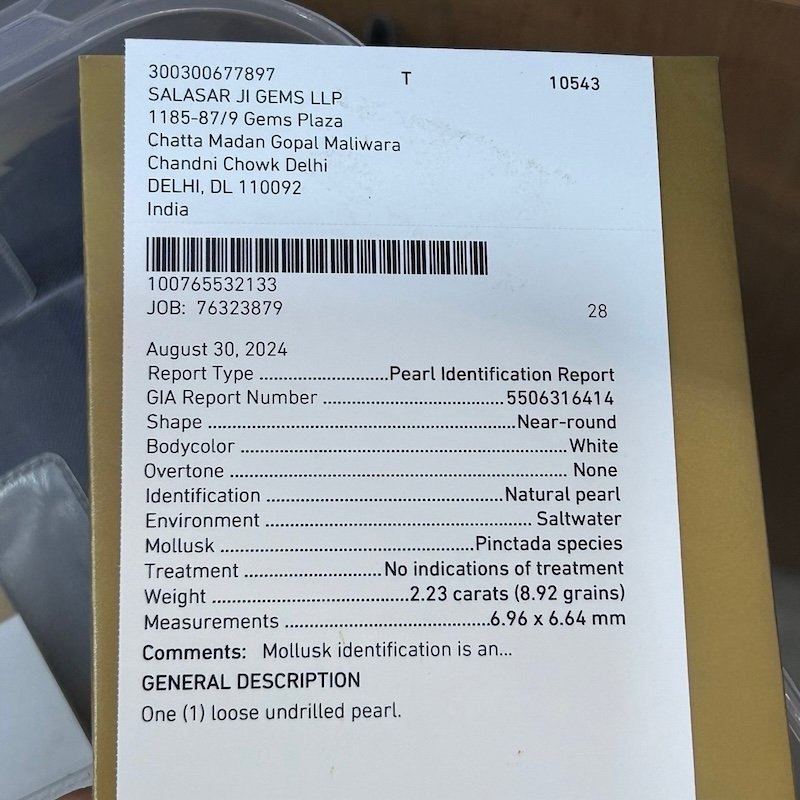 300300677897 T 10543
SALASAR JI GEMS LLP
1185-87/9 Gems Plaza
Chatta Madan Gopal Maliwara
Chandni Chowk Delhi
DELHI, DL 110092
India
100765532133
JOB: 76323879 28
August 30, 2024
Report Type ........................Pearl Identification Report
GIA Report Number ..................................5506316414
Shape ..........................................................Near-round
Bodycolor ..............................................................White
Overtone ............................................................... None
Identification ............................................Natural pearl
Environment .................................................. Saltwater
Mollusk ................................................Pinctada species
Treatment .......................... No indications of treatment
Weight .....................................2.23 carats (8.92 grains)
Measurements .......................................6.96 x 6.64 mm
Comments: Mollusk identification is an...
GENERAL DESCRIPTION
One (1) loose undrilled pearl.